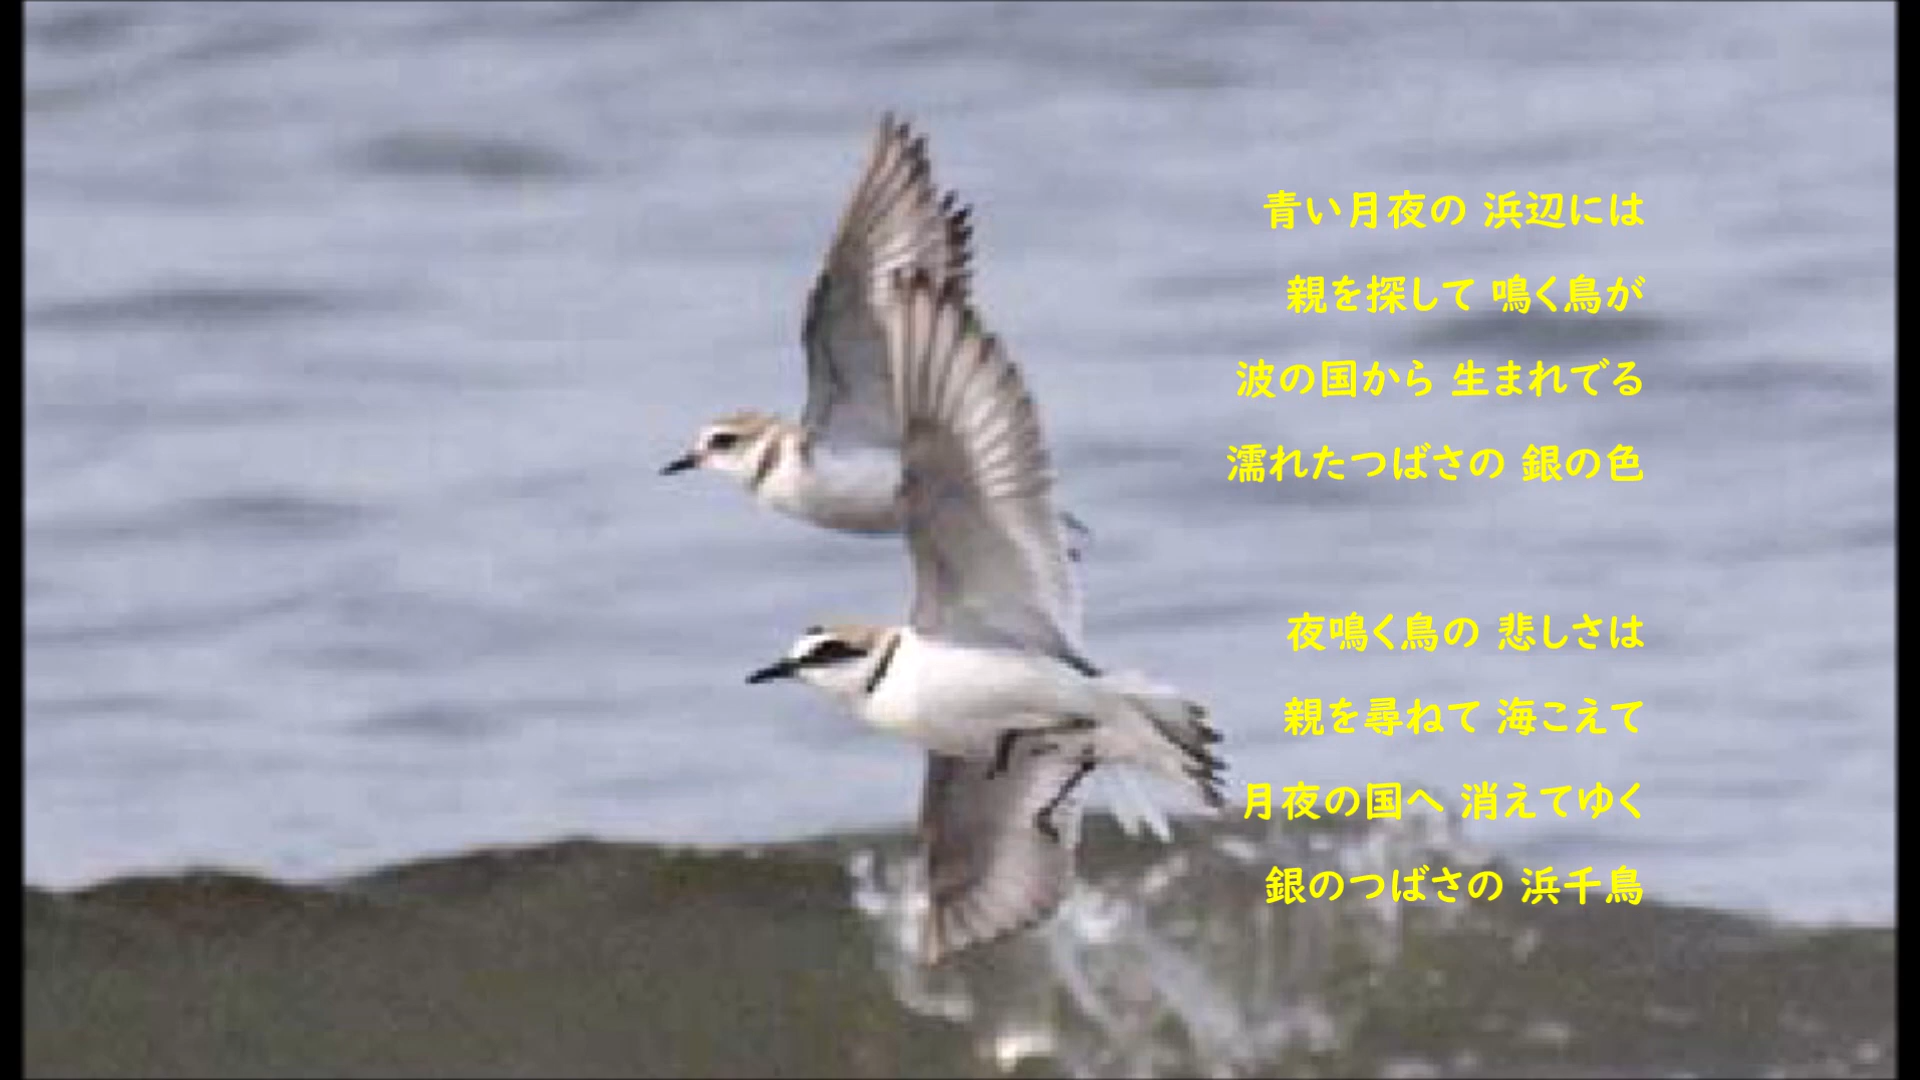 青い月夜の 浜辺には
親を探して 鳴く鳥が
波の国から 生まれでる
濡れたつばさの 銀の色
夜鳴く鳥の 悲しさは
親を尋ねて 海こえて
月夜の国へ 消えてゆく
銀のつばさの 浜千鳥